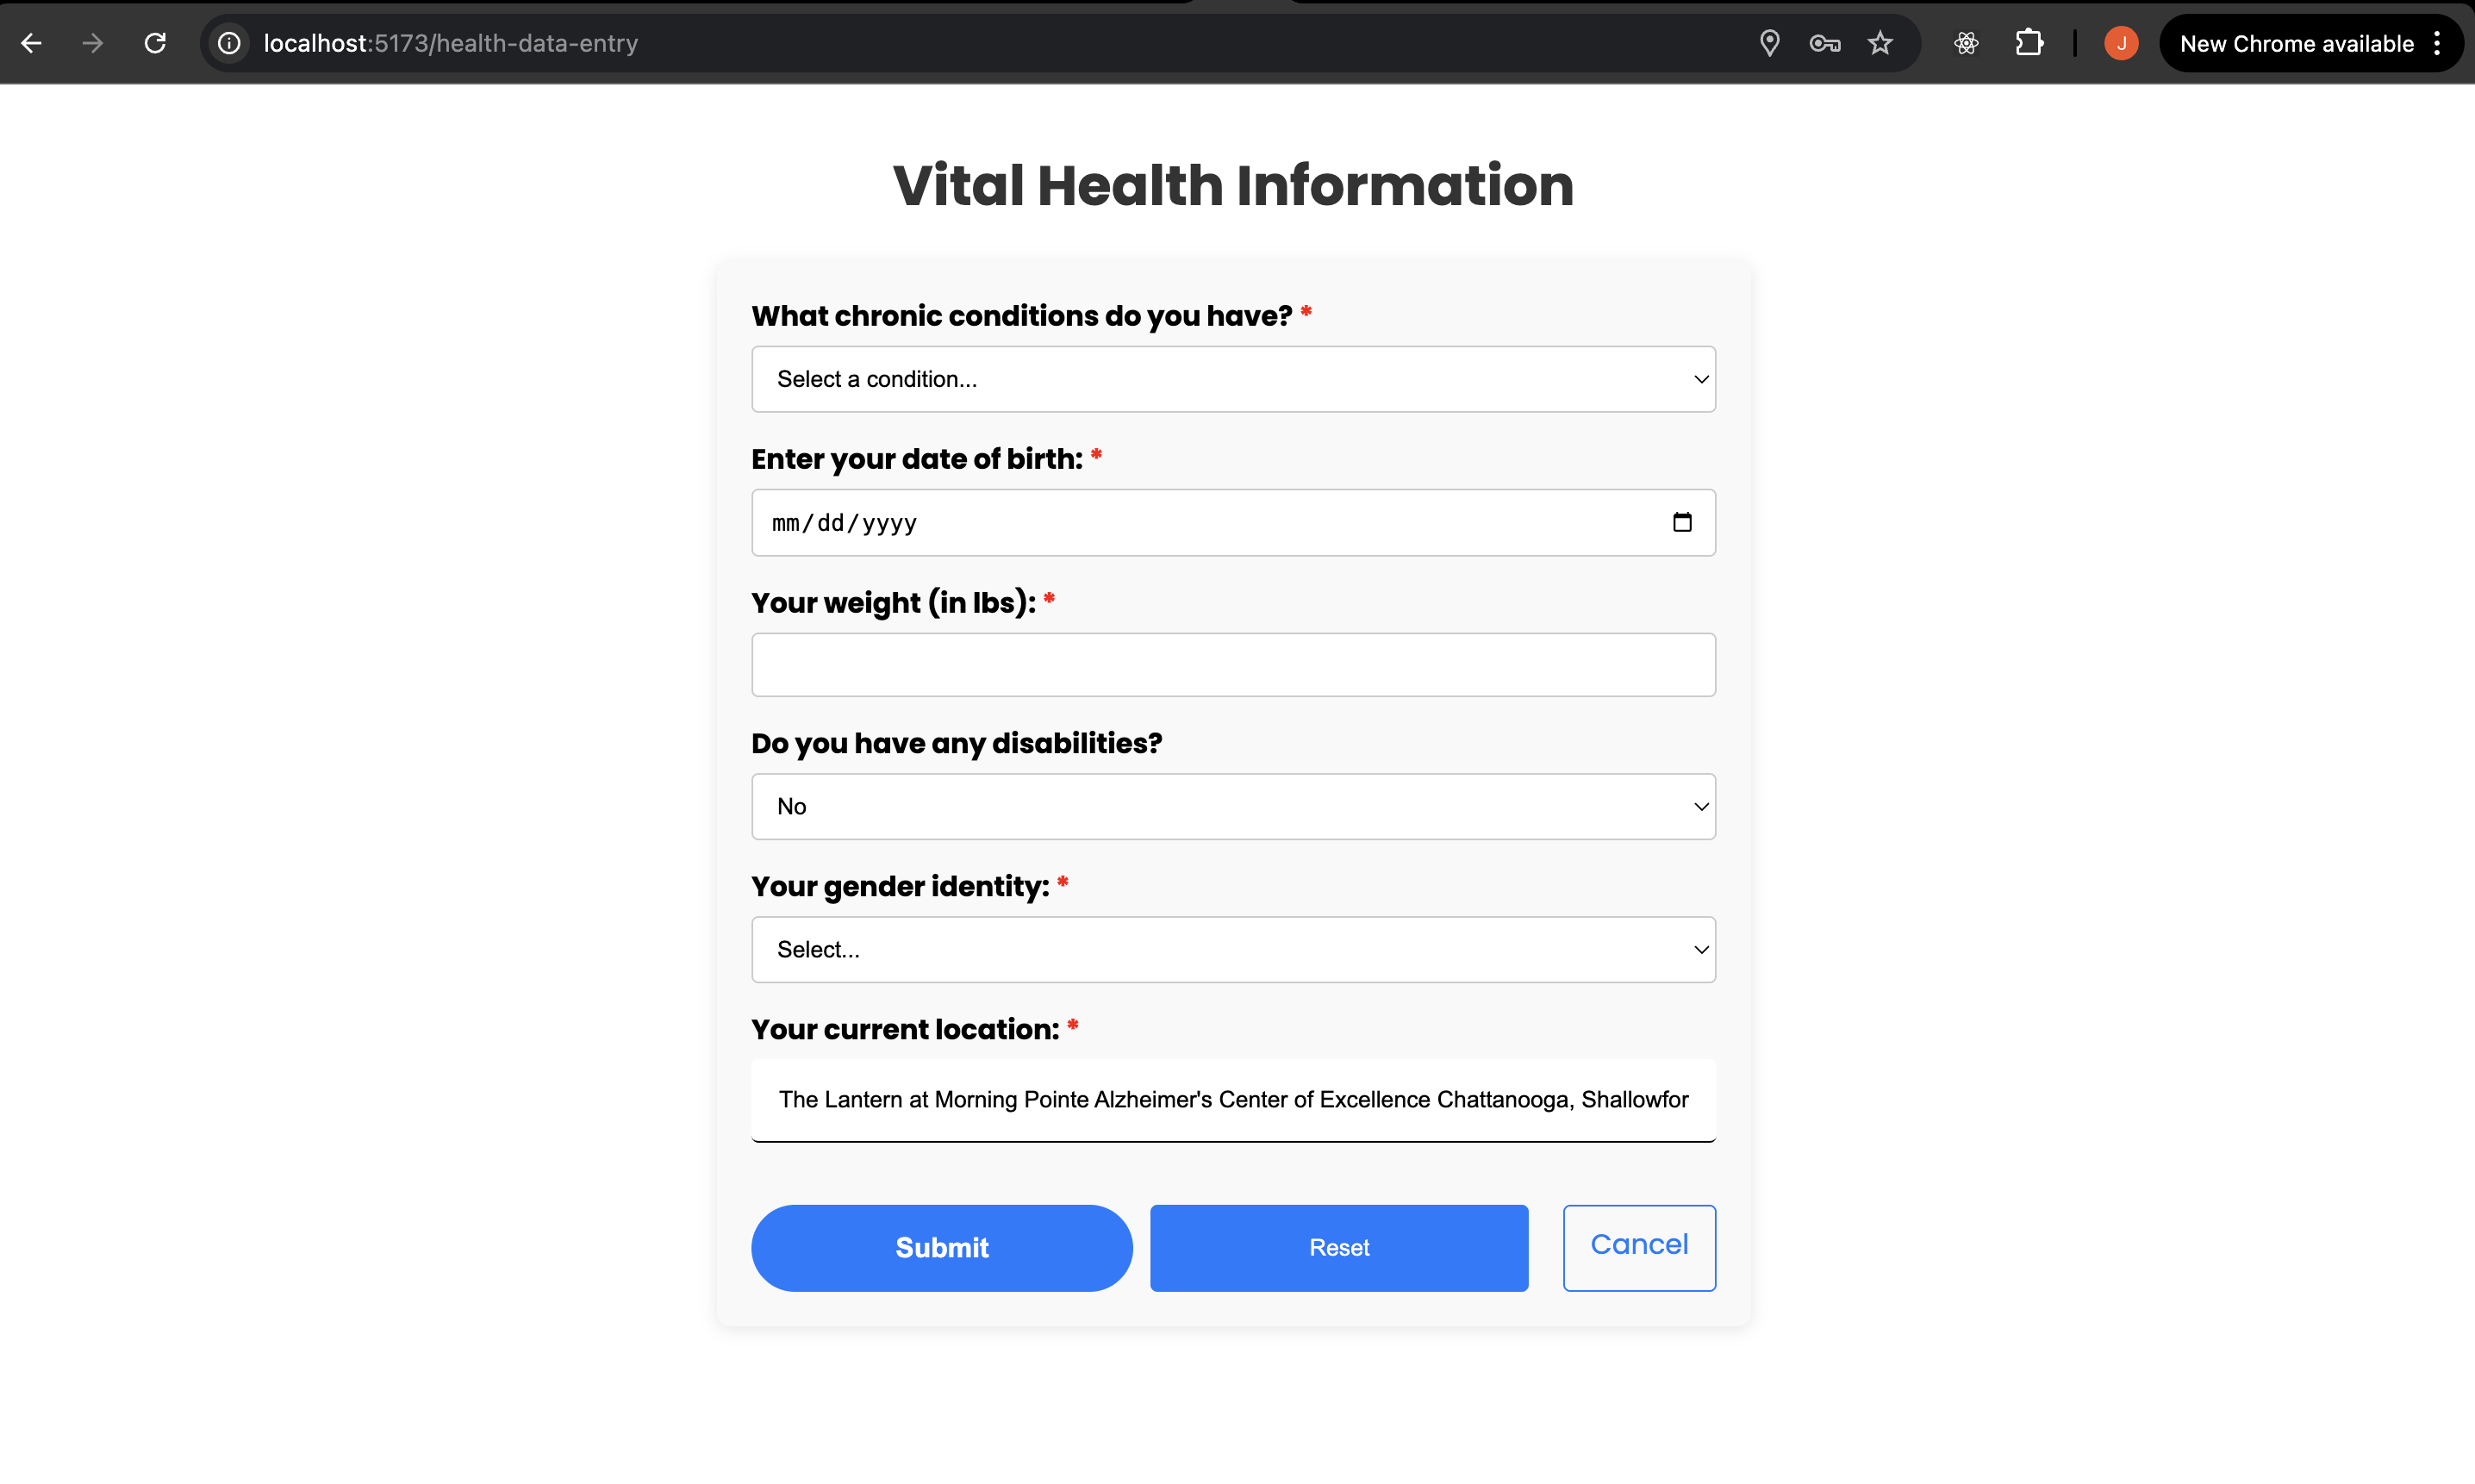 localhost:5173/health-data-entry
J
New Chrome available
Vital Health Information
What chronic conditions do you have? *
Select a condition...
Enter your date of birth: *
mm/dd/yyyy
Your weight (in lbs): *
Do you have any disabilities?
No
Your gender identity: *
Select...
Your current location: *
The Lantern at Morning Pointe Alzheimer's Center of Excellence Chattanooga, Shallowfor
Submit
Reset
Cancel